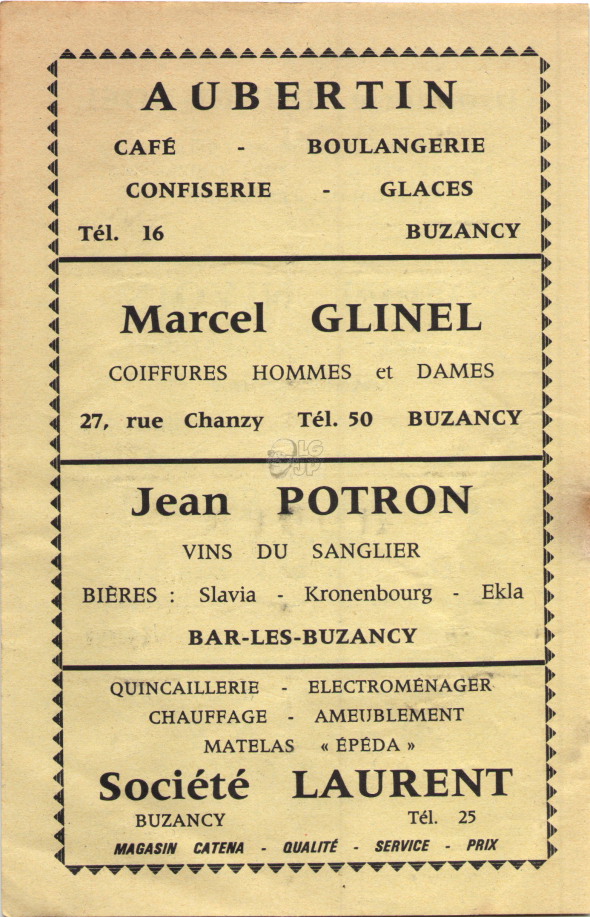 AUBERTIN
CAFÉ - BOULANGERIE
CONFISERIE - GLACES
Tél. 16 BUZANCY
Marcel GLINEL
COIFFURES HOMMES et DAMES
27, rue Chanzy Tél. 50 BUZANCY
LG
JP
Jean POTRON
VINS DU SANGLIER
BIÈRES : Slavia - Kronenbourg - Ekla
BAR-LES-BUZANCY
QUINCAILLERIE - ELECTROMÉNAGER
CHAUFFAGE - AMEUBLEMENT
MATELAS « ÉPÉDA »
Société LAURENT
BUZANCY Tél. 25
MAGASIN CATENA - QUALITÉ - SERVICE - PRIX